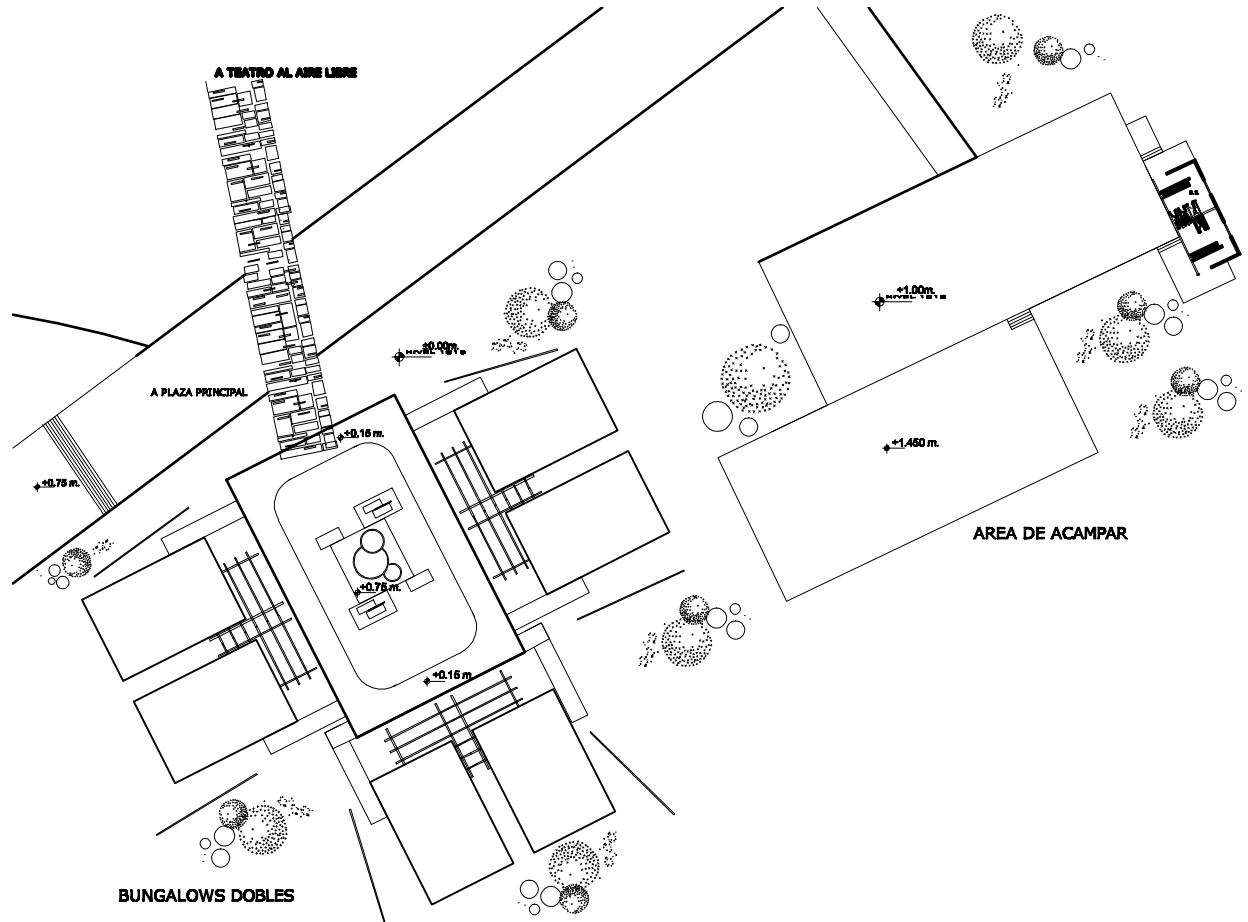 A TEATRO AL AIRE LIBRE
+1.00m.
±0.00m.
A PLAZA PRINCIPAL
+0.15 m.
+1.450 m.
+0.75 m.
AREA DE ACAMPAR
+0.75 m.
+0.15 m.
BUNGALOWS DOBLES